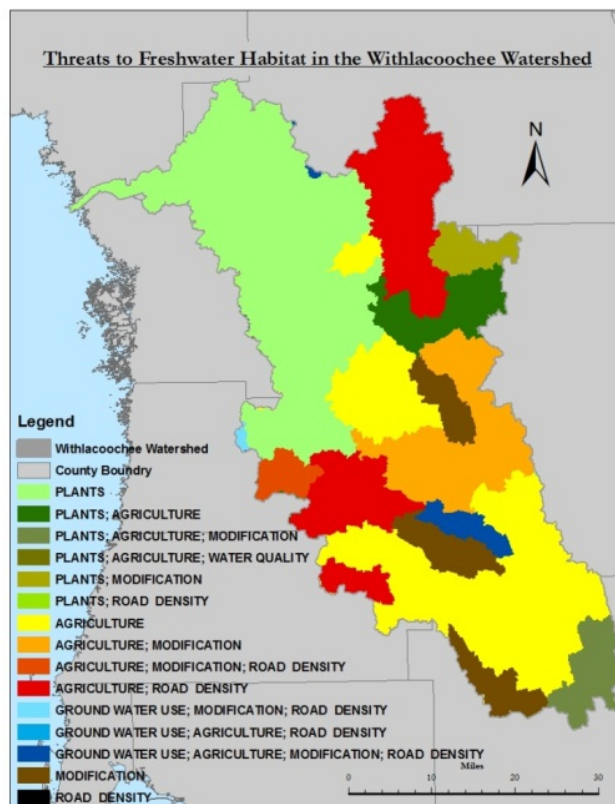 Threats to Freshwater Habitat in the Withlacoochee Watershed
N
Legend
Withlacoochee Watershed
County Boundry
PLANTS
PLANTS; AGRICULTURE
PLANTS; AGRICULTURE; MODIFICATION
PLANTS; AGRICULTURE; WATER QUALITY
PLANTS; MODIFICATION
PLANTS; ROAD DENSITY
AGRICULTURE
AGRICULTURE; MODIFICATION
AGRICULTURE; MODIFICATION; ROAD DENSITY
AGRICULTURE; ROAD DENSITY
GROUND WATER USE; MODIFICATION; ROAD DENSITY
GROUND WATER USE; AGRICULTURE; ROAD DENSITY
GROUND WATER USE; AGRICULTURE; MODIFICATION; ROAD DENSITY
MODIFICATION
ROAD DENSITY
Miles
0 10 20 30